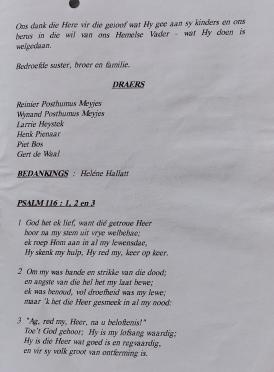 Ons dank die Here vir die geloof wat Hy gee aan sy kinders en ons
berus in die wil van ons Hemelse Vader - wat Hy doen is
welgedaan.
Bedroefde suster, broer en familie.
DRAERS
Reinier Posthumus Meyjes
Wynand Posthumus Meyjes
Larrie Heystek
Henk Pienaar
Piet Bos
Gert de Waal
BEDANKINGS : Heléne Hallatt
PSALM 116 : 1, 2 en 3
1 God het ek lief, want dié getroue Heer
hoor na my stem uit vrye welbehae;
ek roep Hom aan in al my lewensdae,
Hy skenk my hulp, Hy red my, keer op keer.
2 Om my was bande en strikke van die dood;
en angste van die hel het my laat bewe;
ek was benoud, vol droefheid was my lewe;
maar 'k het die Heer gesmeek in al my nood:
3 "Ag, red my, Heer, na u beloftenis!"
Toe't God gehoor; Hy is my lofsang waardig;
Hy is die Heer wat goed is en regvaardig,
en vir sy volk groot van ontferming is.